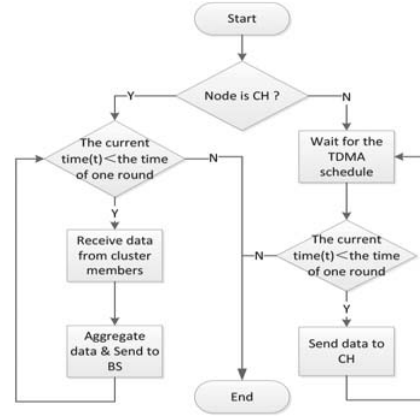 Start
Node is CH ?
Y
N
The current
time(t)<the time
of one round
N
Wait for the
TDMA
schedule
Y
Receive data
from cluster
members
N
The current
time(t)<the time
of one round
Y
Aggregate
data & Send to
BS
Send data to
CH
End